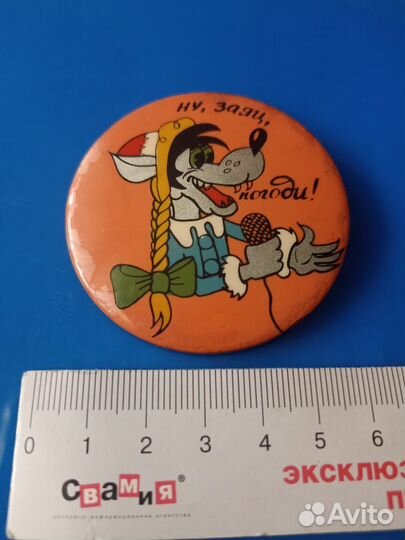 ну, заяц,
погоди!
0 1 2 3 4 5 6
СваМиЯ®
ЭКСКЛЮЗ
Avito